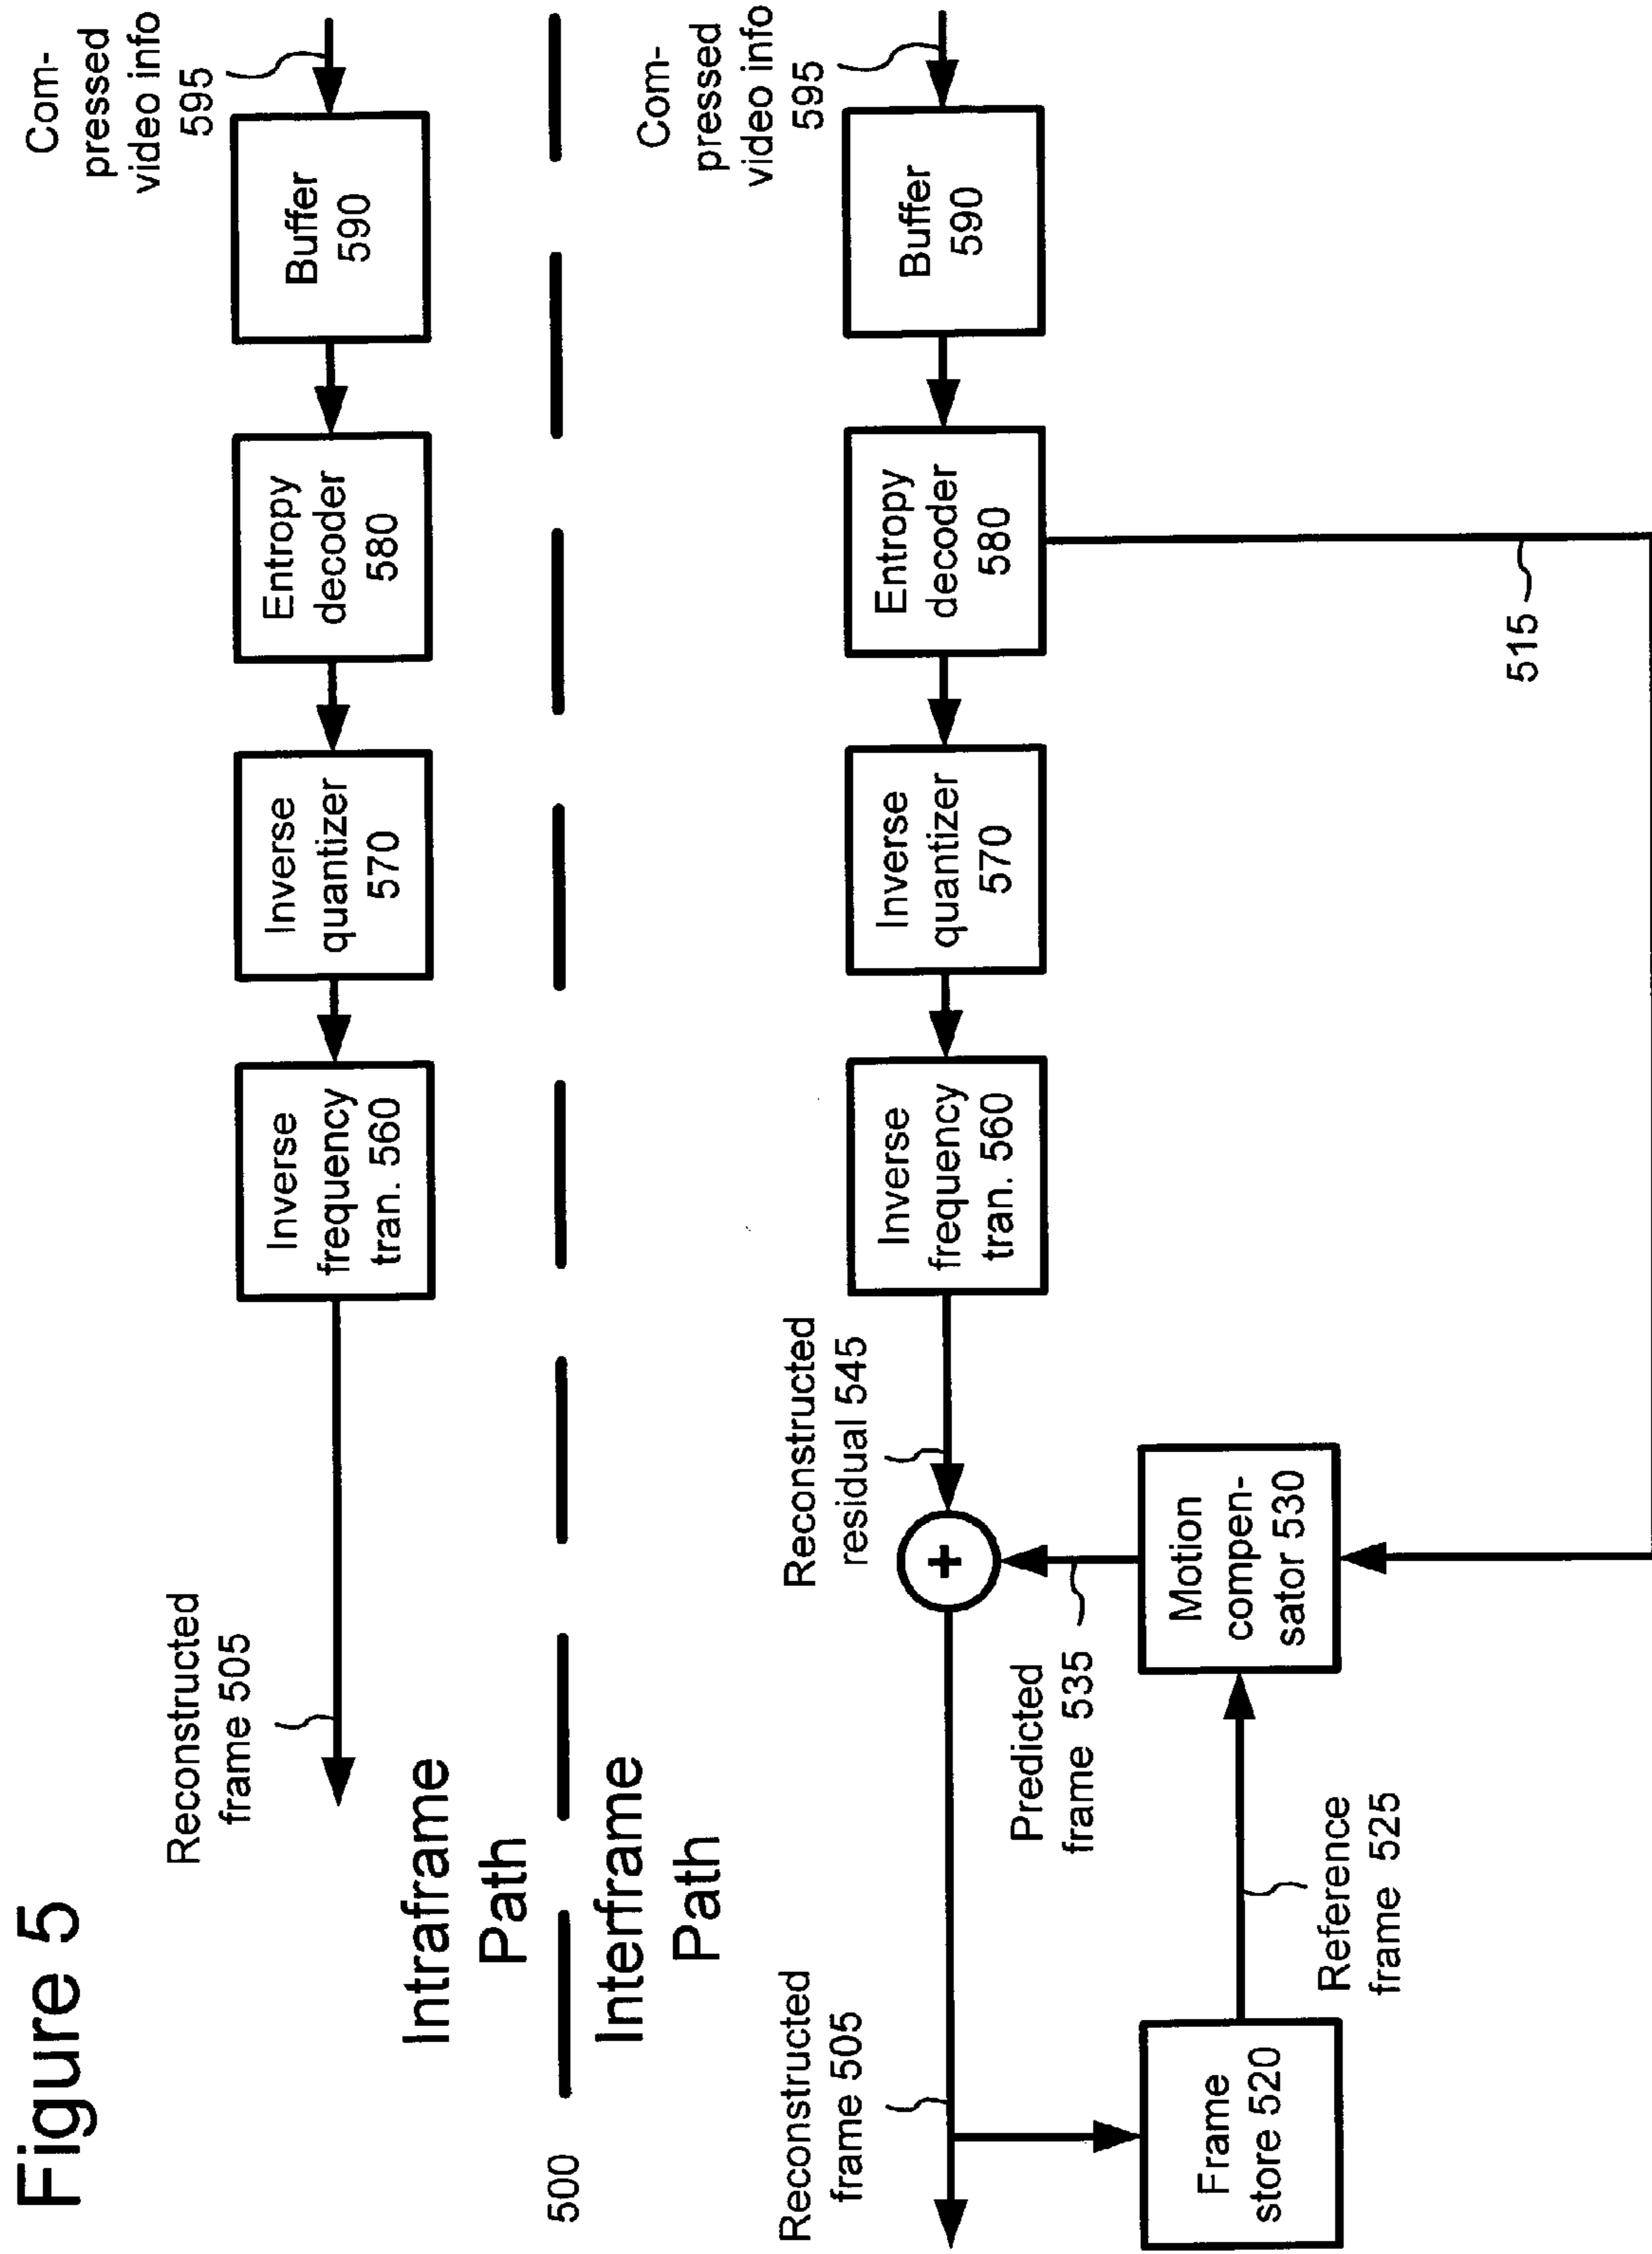 Figure 5
Reconstructed
frame 505
Inverse
frequency
tran. 560
Inverse
quantizer
570
Entropy
decoder
580
Buffer
590
Com-
pressed
video info
595
Intraframe
Path
500
Interframe
Path
Reconstructed
frame 505
Reconstructed
residual 545
+
Inverse
frequency
tran. 560
Inverse
quantizer
570
Entropy
decoder
580
Buffer
590
Com-
pressed
video info
595
Predicted
frame 535
Frame
store 520
Reference
frame 525
Motion
compen-
sator 530
515